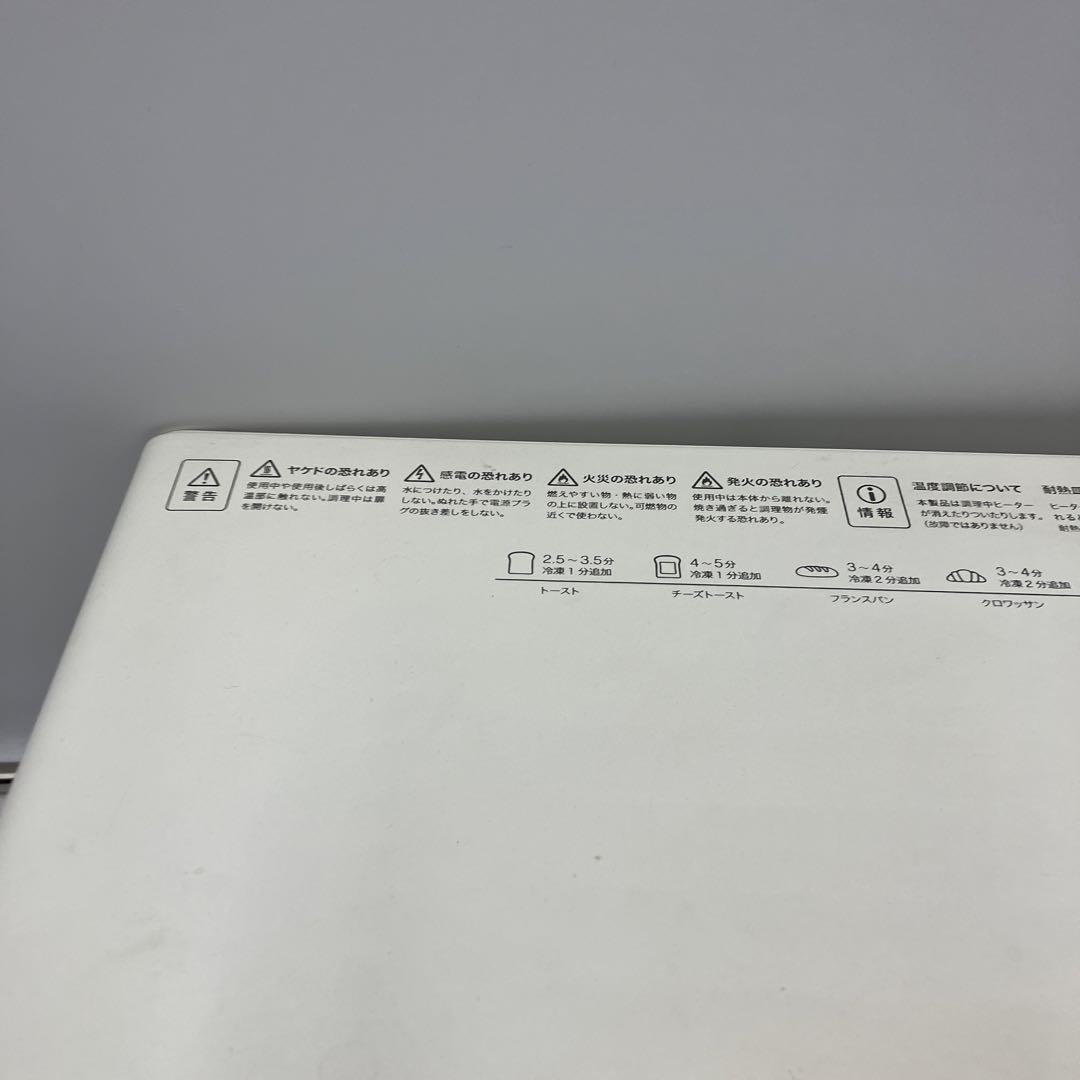 警告
ヤケドの恐れあり
使用中や使用後しばらくは高
温部に触れない。調理中は扉
を開けない。
感電の恐れあり
水につけたり、水をかけたり
しない。ぬれた手で電源プラ
グの抜き差しをしない。
火災の恐れあり
燃えやすい物・熱に弱い物
の上に設置しない。可燃物の
近くで使わない。
発火の恐れあり
使用中は本体から離れない。
焼き過ぎると調理物が発煙
発火する恐れあり。
情報
温度調節について
本製品は調理中ヒーター
が消えたりついたりします。
(故障ではありません)
耐熱皿
ヒータ
れると
耐熱
2.5～3.5分
冷凍1分追加
トースト
4～5分
冷凍1分追加
チーズトースト
3～4分
冷凍2分追加
フランスパン
3～4分
冷凍2分追加
クロワッサン